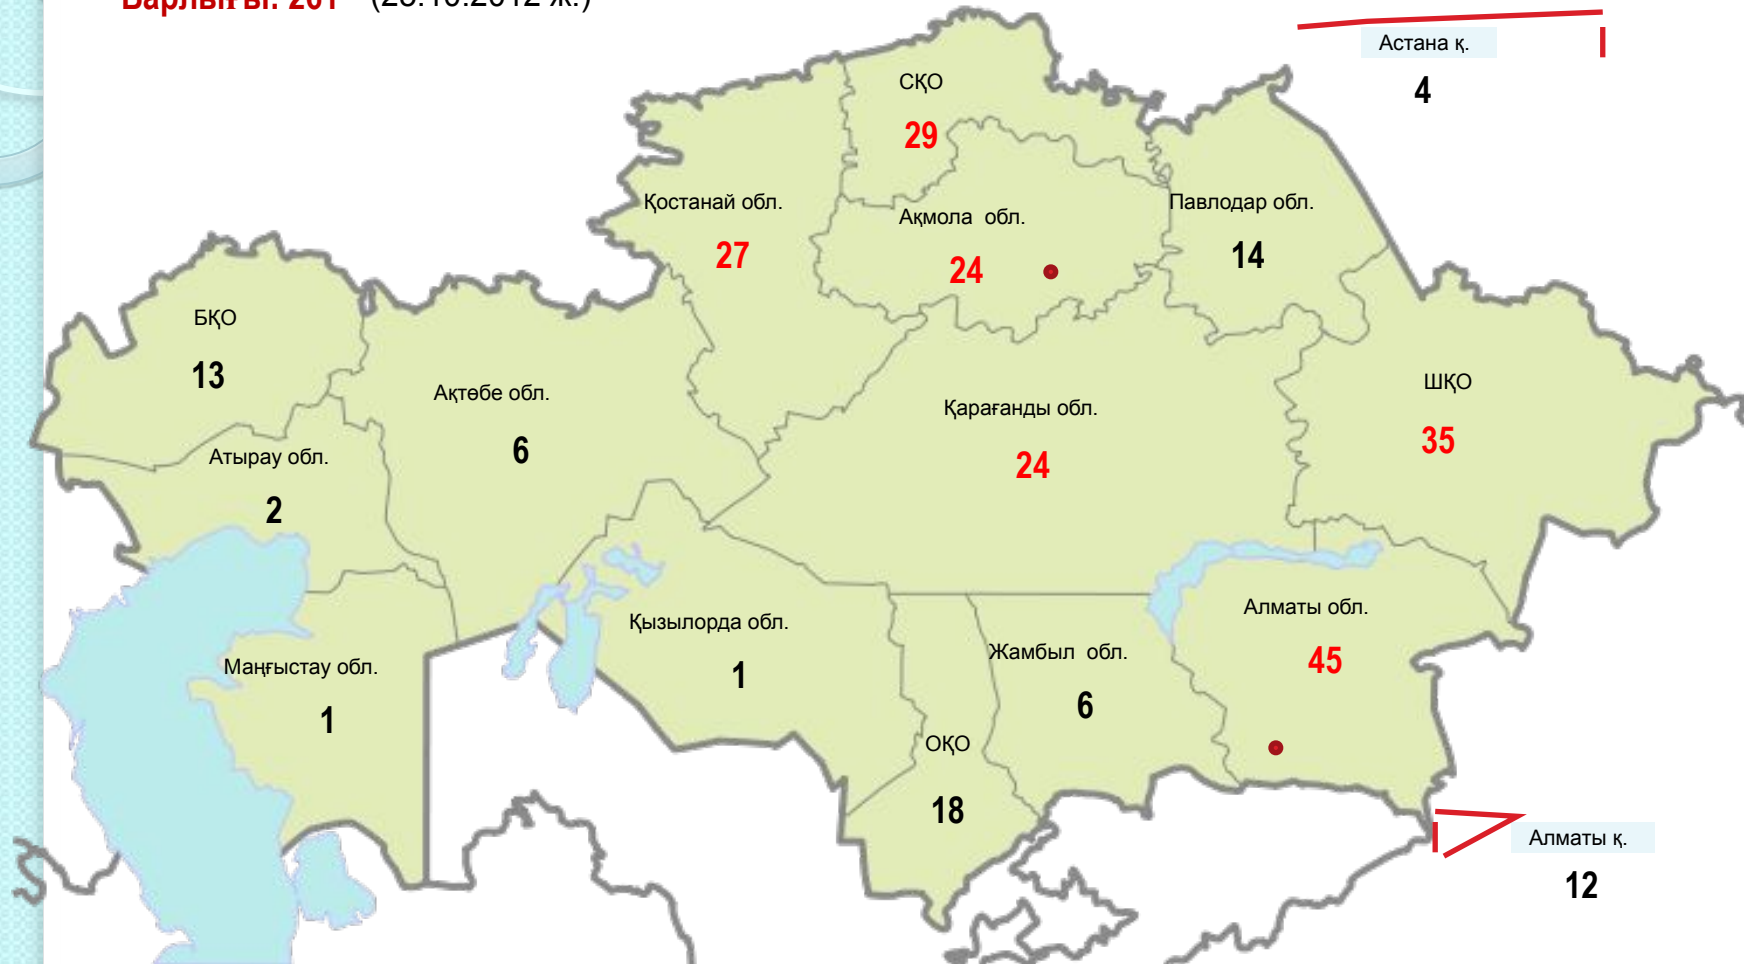 Барлығы: 261
Астана қ.
4
СҚО
29
Қостанай обл.
27
Ақмола обл.
24
Павлодар обл.
14
БҚО
13
Ақтөбе обл.
6
Қарағанды обл.
24
ШҚО
35
Атырау обл.
2
Маңғыстау обл.
1
Қызылорда обл.
1
ОҚО
18
Жамбыл обл.
6
Алматы обл.
45
Алматы қ.
12